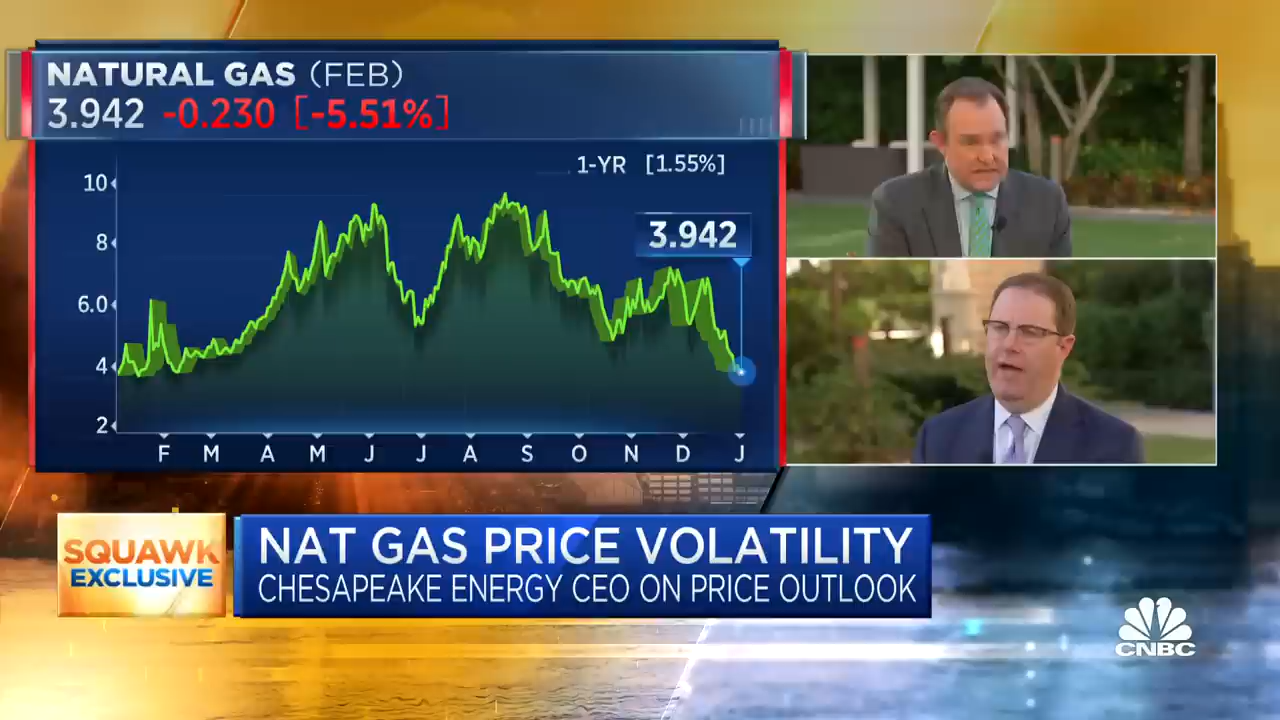 NATURAL GAS (FEB)
3.942 -0.230 [-5.51%]
1-YR [1.55%]
10
8
6.0
4
2
3.942
F M A M J J A S O N D J
SQUAWK
EXCLUSIVE
NAT GAS PRICE VOLATILITY
CHESAPEAKE ENERGY CEO ON PRICE OUTLOOK
CNBC